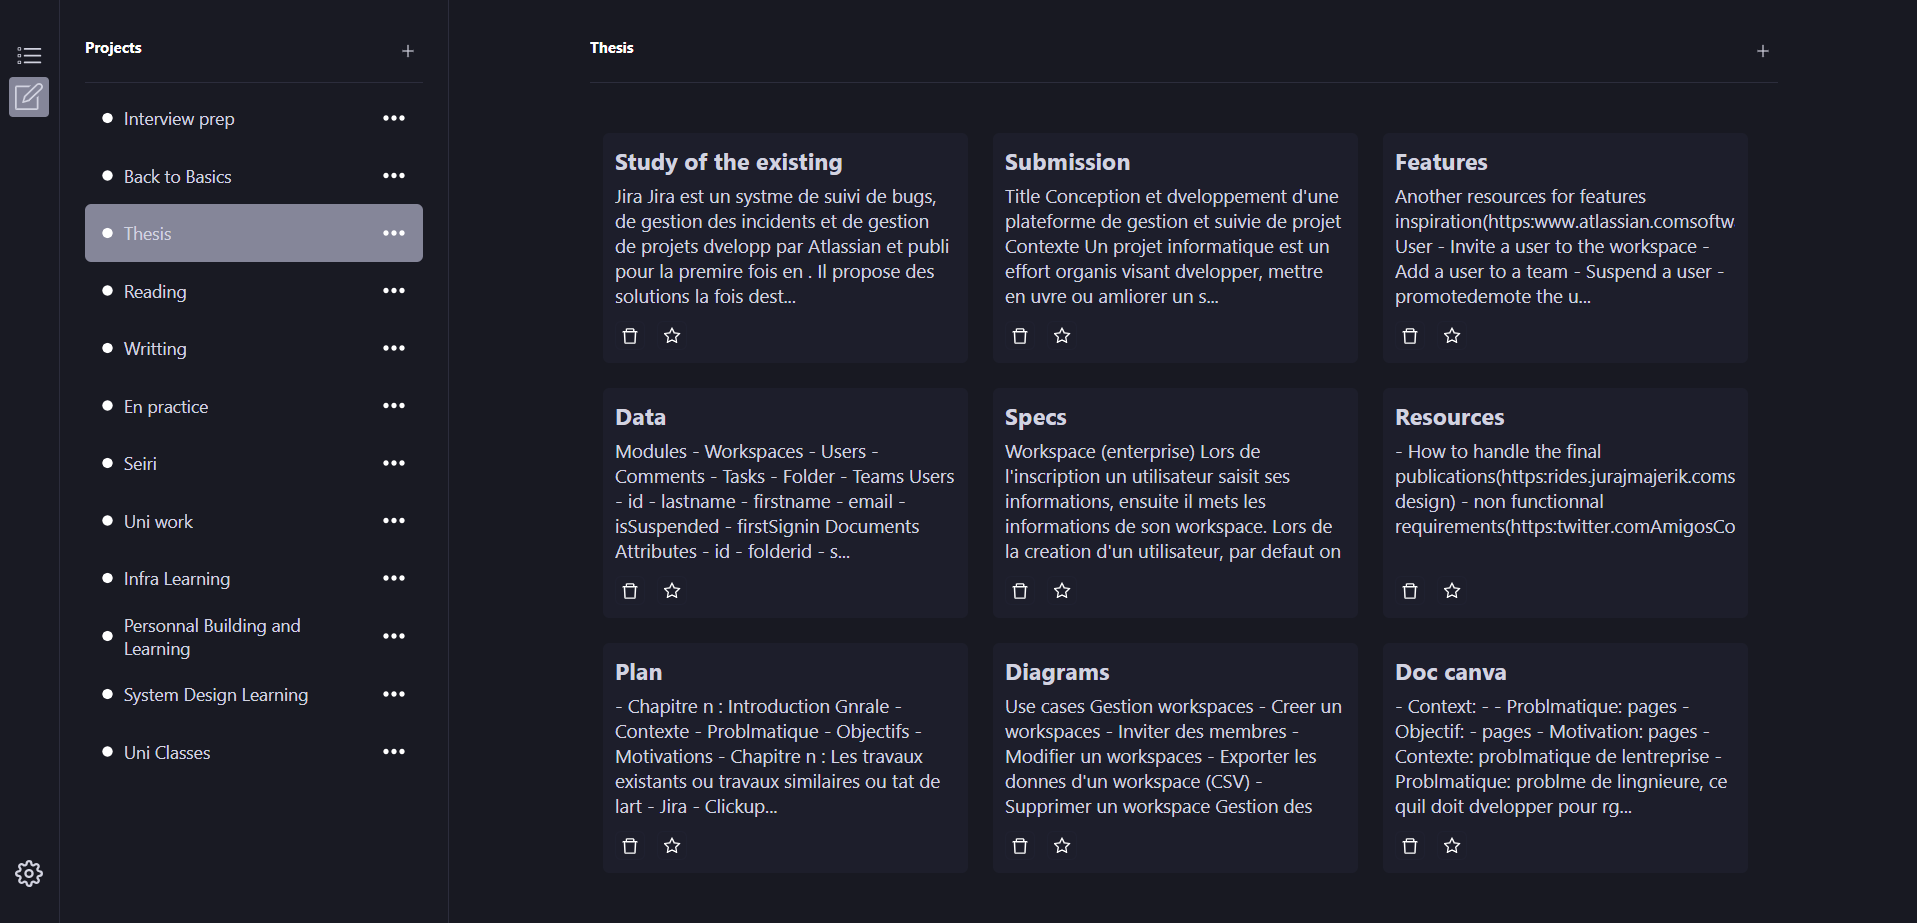 Projects
Interview prep
Back to Basics
Thesis
Reading
Writting
En practice
Seiri
Uni work
Infra Learning
Personnal Building and
Learning
System Design Learning
Uni Classes
Thesis
Study of the existing
Jira Jira est un systme de suivi de bugs,
de gestion des incidents et de gestion
de projets dvelopp par Atlassian et publi
pour la premire fois en . Il propose des
solutions la fois dest...
Submission
Title Conception et dveloppement d'une
plateforme de gestion et suivie de projet
Contexte Un projet informatique est un
effort organis visant dvelopper, mettre
en uvre ou amliorer un s...
Features
Another resources for features
inspiration(https:www.atlassian.comsoftw
User - Invite a user to the workspace -
Add a user to a team - Suspend a user -
promotedemote the u...
Data
Modules - Workspaces - Users -
Comments - Tasks - Folder - Teams Users
- id - lastname - firstname - email -
isSuspended - firstSignin Documents
Attributes - id - folderid - s...
Specs
Workspace (enterprise) Lors de
l'inscription un utilisateur saisit ses
informations, ensuite il mets les
informations de son workspace. Lors de
la creation d'un utilisateur, par defaut on
Resources
- How to handle the final
publications(https:rides.jurajmajerik.coms
design) - non functionnal
requirements(https:twitter.comAmigosCo
Plan
- Chapitre n : Introduction Gnrale -
Contexte - Problmatique - Objectifs -
Motivations - Chapitre n : Les travaux
existants ou travaux similaires ou tat de
lart - Jira - Clickup...
Diagrams
Use cases Gestion workspaces - Creer un
workspaces - Inviter des membres -
Modifier un workspaces - Exporter les
donnes d'un workspace (CSV) -
Supprimer un workspace Gestion des
Doc canva
- Context: - - Problmatique: pages -
Objectif: - pages - Motivation: pages -
Contexte: problmatique de lentreprise -
Problmatique: problme de lingnieure, ce
quil doit dvelopper pour rg...